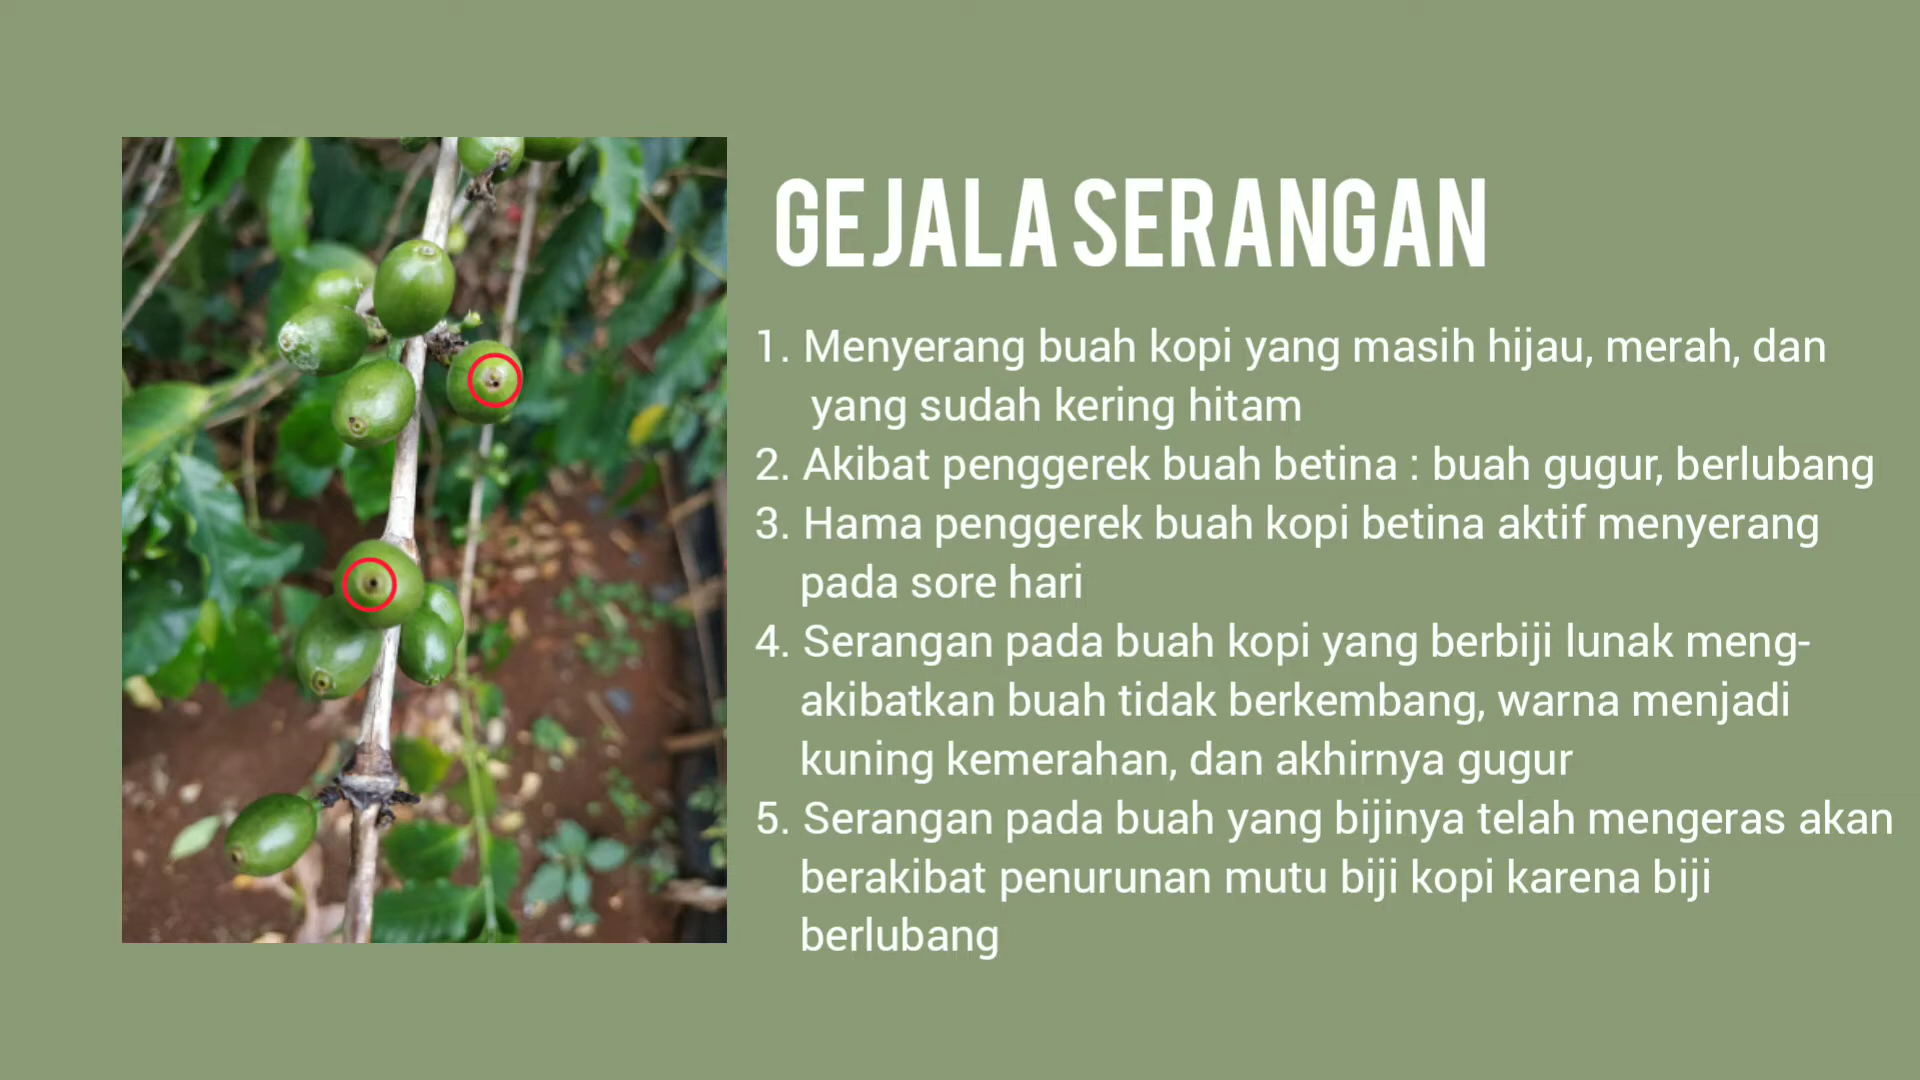 GEJALA SERANGAN
1. Menyerang buah kopi yang masih hijau, merah, dan
yang sudah kering hitam
2. Akibat penggerek buah betina : buah gugur, berlubang
3. Hama penggerek buah kopi betina aktif menyerang
pada sore hari
4. Serangan pada buah kopi yang berbiji lunak meng-
akibatkan buah tidak berkembang, warna menjadi
kuning kemerahan, dan akhirnya gugur
5. Serangan pada buah yang bijinya telah mengeras akan
berakibat penurunan mutu biji kopi karena biji
berlubang